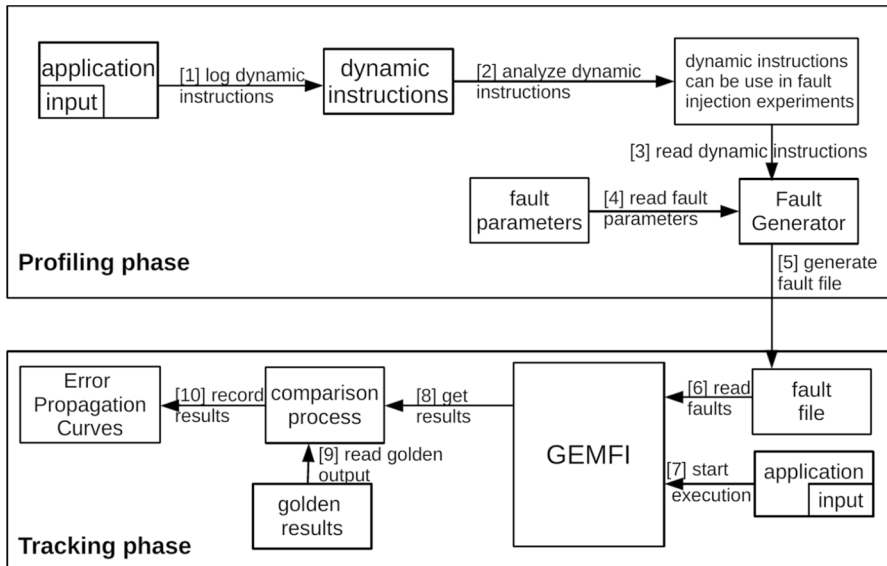 application
input
[1] log dynamic
instructions
dynamic
instructions
[2] analyze dynamic
instructions
dynamic instructions
can be use in fault
injection experiments
[3] read dynamic instructions
fault
parameters
[4] read fault
parameters
Fault
Generator
Profiling phase
[5] generate
fault file
Error
Propagation
Curves
[10] record
results
comparison
process
[8] get
results
GEMFI
[6] read
faults
fault
file
[9] read golden
output
golden
results
[7] start
execution
application
input
Tracking phase